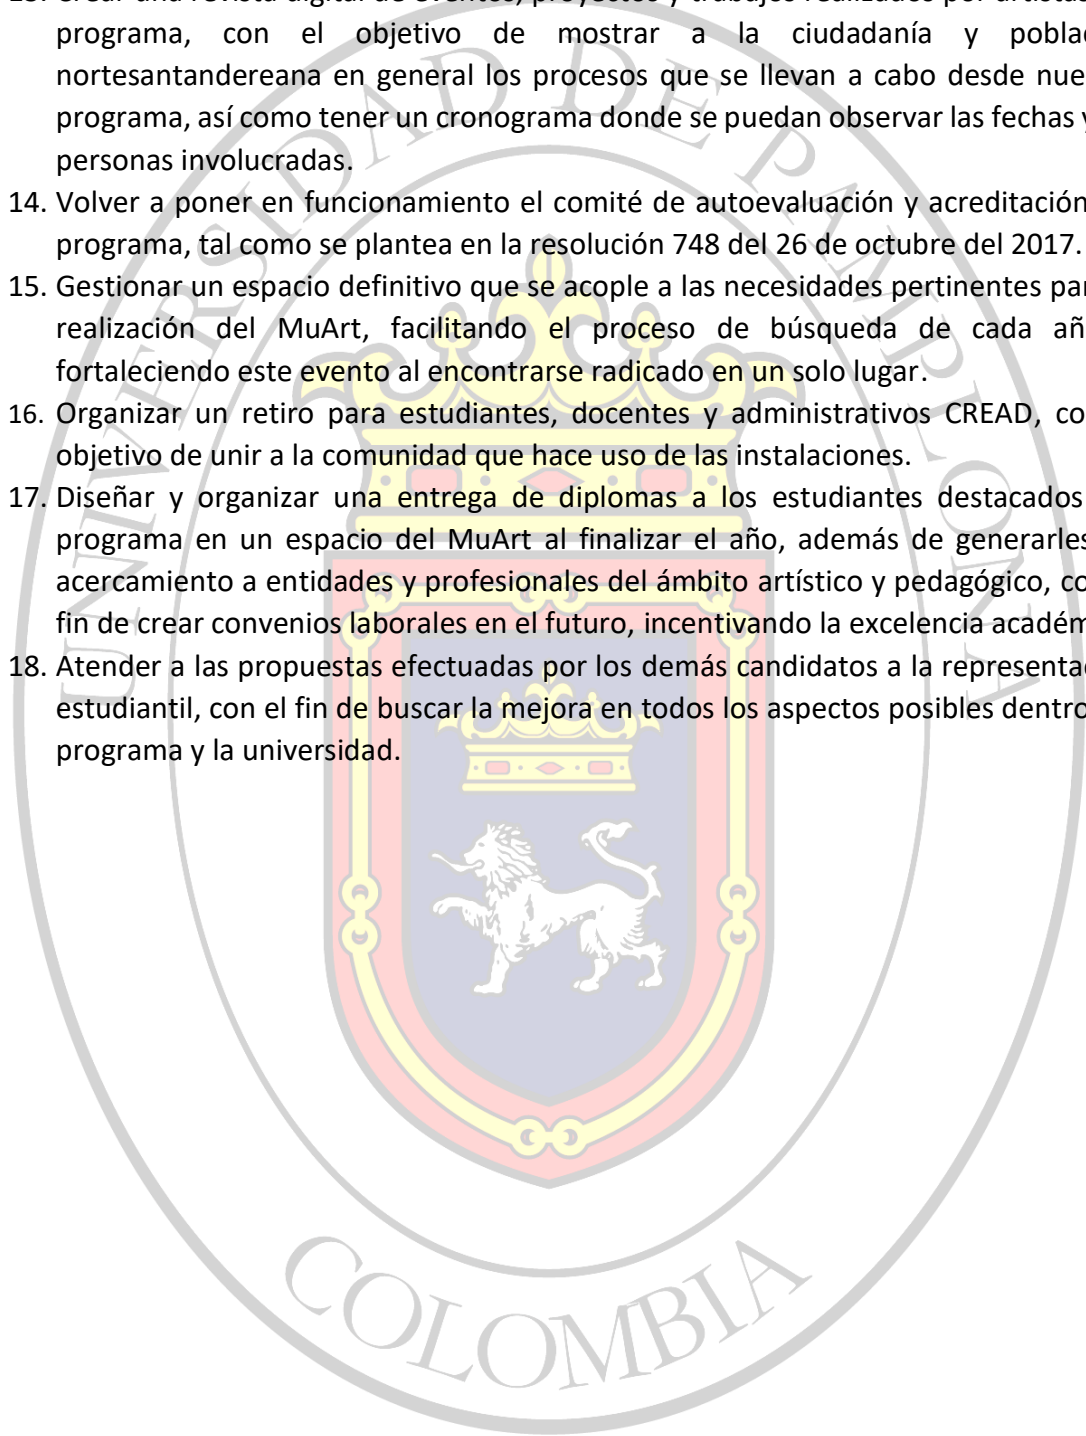 programa, con el objetivo de mostrar a la ciudadanía y
nortesantandereana en general los procesos que se llevan a cabo desde
programa, así como tener un cronograma donde se puedan observar las fechas y
personas involucradas.
14. Volver a poner en funcionamiento el comité de autoevaluación y acreditación
programa, tal como se plantea en la resolución 748 del 26 de octubre del 2017.
15. Gestionar un espacio definitivo que se acople a las necesidades pertinentes
realización del MuArt, facilitando el proceso de búsqueda de cada
fortaleciendo este evento al encontrarse radicado en un solo lugar.
16. Organizar un retiro para estudiantes, docentes y administrativos CREAD,
objetivo de unir a la comunidad que hace uso de las instalaciones.
17. Diseñar y organizar una entrega de diplomas a los estudiantes destacados
programa en un espacio del MuArt al finalizar el año, además de generarles
acercamiento a entidades y profesionales del ámbito artístico y pedagógico,
fin de crear convenios laborales en el futuro, incentivando la excelencia
18. Atender a las propuestas efectuadas por los demás candidatos a la
estudiantil, con el fin de buscar la mejora en todos los aspectos posibles dentro
programa y la universidad.
UNIVERSIDAD DE PAMPLONA
COLOMBIA